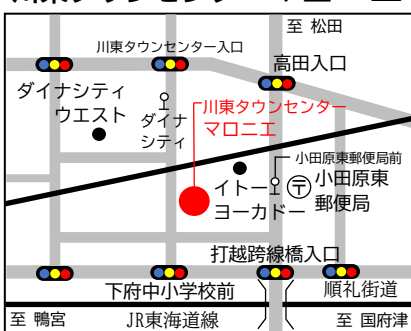 至 松田
川東タウンセンター入口
高田入口
ダイナシティ
ウエスト
川東タウンセンター
マロニエ
ダイナ
シティ
小田原東郵便局前
イトー
ヨーカドー
〒
小田原東
郵便局
打越跨線橋入口
下府中小学校前
順礼街道
至 鴨宮
JR東海道線
至 国府津